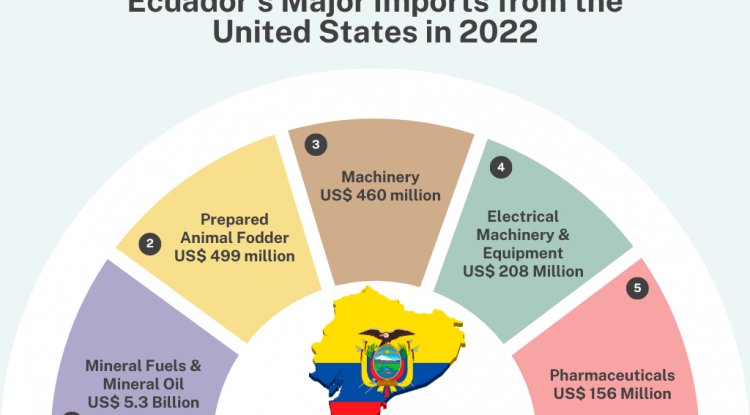 Ecuador's Major Imports from the
United States in 2022
3
Machinery
US$ 460 million
4
Electrical
Machinery &
Equipment
US$ 208 Million
2
Prepared
Animal Fodder
US$ 499 million
5
Pharmaceuticals
US$ 156 Million
Mineral Fuels &
Mineral Oil
US$ 5.3 Billion